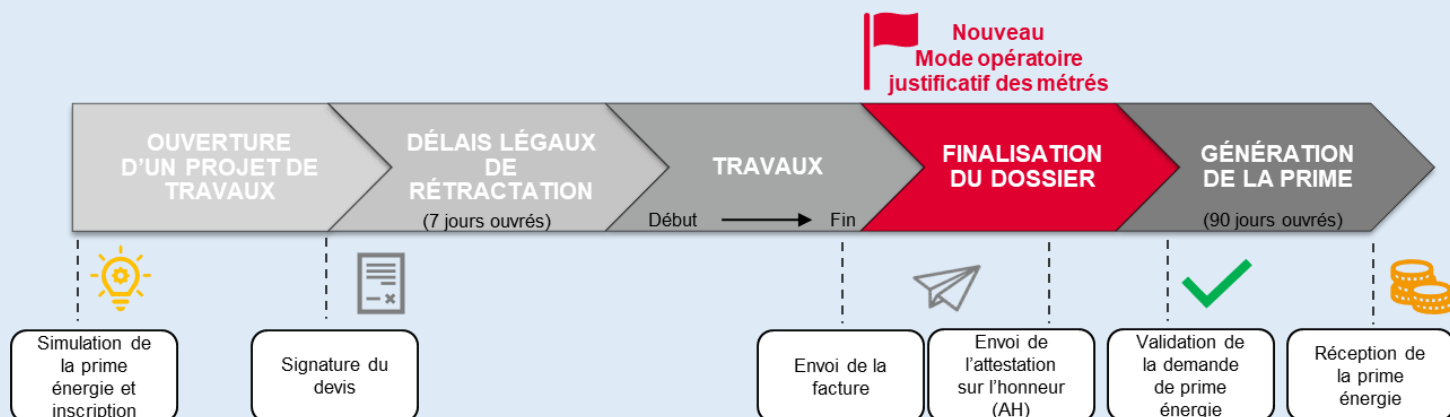 Nouveau
Mode opératoire
justificatif des métrés
OUVERTURE
D'UN PROJET DE
TRAVAUX
DÉLAIS LÉGAUX
DE
RÉTRACTATION
(7 jours ouvrés)
TRAVAUX
Début
Fin
FINALISATION
DU DOSSIER
GÉNÉRATION
DE LA PRIME
(90 jours ouvrés)
Simulation de
la prime
énergie et
inscription
Signature du
devis
Envoi de la
facture
Envoi de
l'attestation
sur l'honneur
(AH)
Validation de
la demande
de prime
énergie
Réception de
la prime
énergie